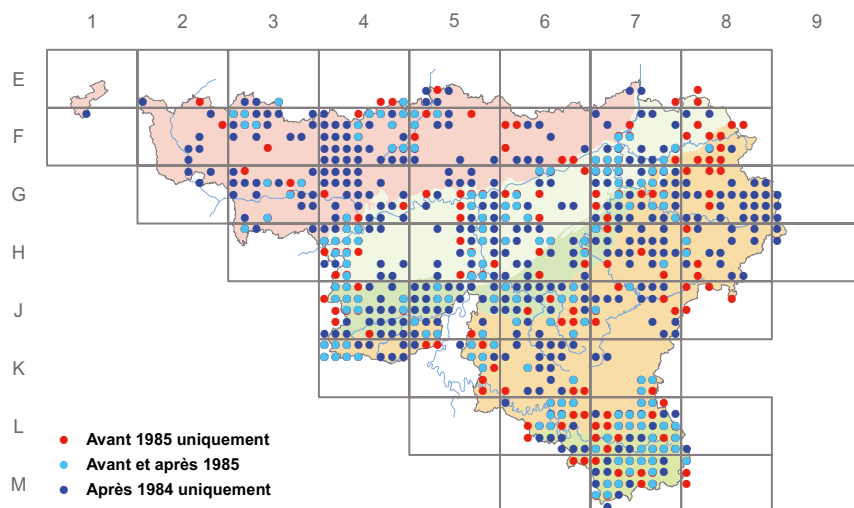 1 2 3 4 5 6 7 8 9
E
F
G
H
J
K
L
M
Avant 1985 uniquement
Avant et après 1985
Après 1984 uniquement